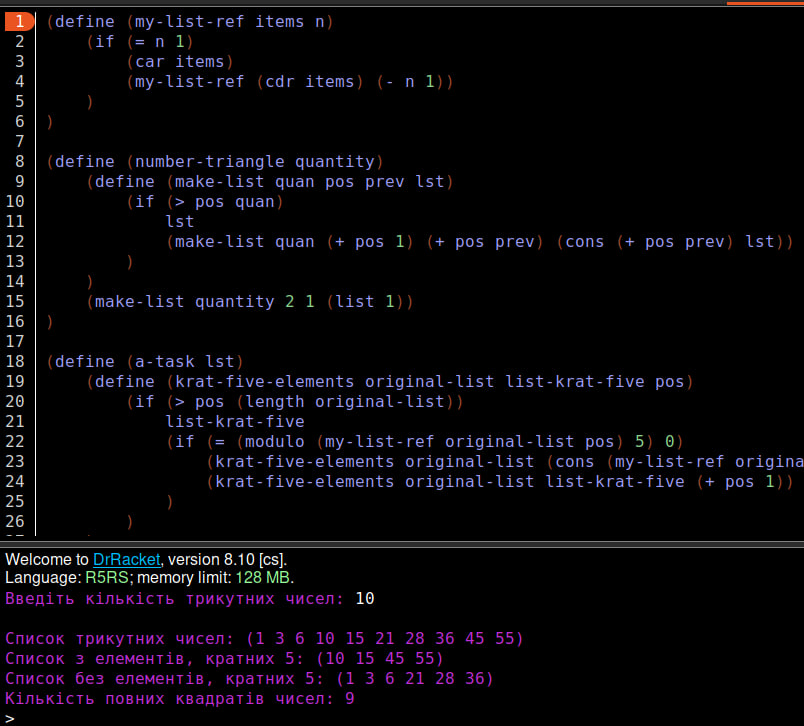 1 (define (my-list-ref items n)
2     (if (= n 1)
3         (car items)
4         (my-list-ref (cdr items) (- n 1))
5     )
6 )
7
8 (define (number-triangle quantity)
9     (define (make-list quan pos prev lst)
10         (if (> pos quan)
11             lst
12             (make-list quan (+ pos 1) (+ pos prev) (cons (+ pos prev) lst))
13         )
14     )
15     (make-list quantity 2 1 (list 1))
16 )
17
18 (define (a-task lst)
19     (define (krat-five-elements original-list list-krat-five pos)
20         (if (> pos (length original-list))
21             list-krat-five
22             (if (= (modulo (my-list-ref original-list pos) 5) 0)
23                 (krat-five-elements original-list (cons (my-list-ref origina
24                 (krat-five-elements original-list list-krat-five (+ pos 1))
25             )
26         )
Welcome to DrRacket, version 8.10 [cs].
Language: R5RS; memory limit: 128 MB.
Введіть кількість трикутних чисел: 10

Список трикутних чисел: (1 3 6 10 15 21 28 36 45 55)
Список з елементів, кратних 5: (10 15 45 55)
Список без елементів, кратних 5: (1 3 6 21 28 36)
Кількість повних квадратів чисел: 9
>